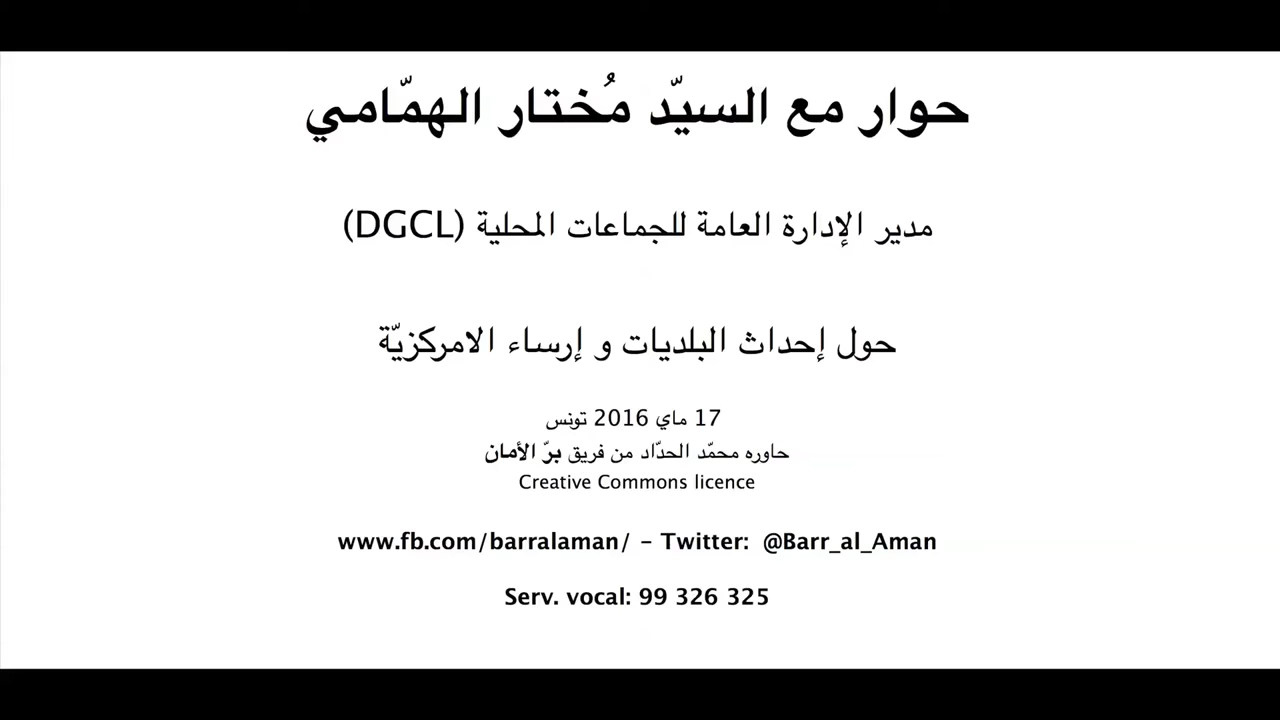 حوار مع السيّد مُختار الهمّامي
مدير الإدارة العامة للجماعات المحلية (DGCL)
حول إحداث البلديات و إرساء الامركزيّة
17 ماي 2016 تونس
حاوره محمّد الحدّاد من فريق برّ الأمان
Creative Commons licence
www.fb.com/barralaman/ – Twitter: @Barr_al_Aman
Serv. vocal: 99 326 325